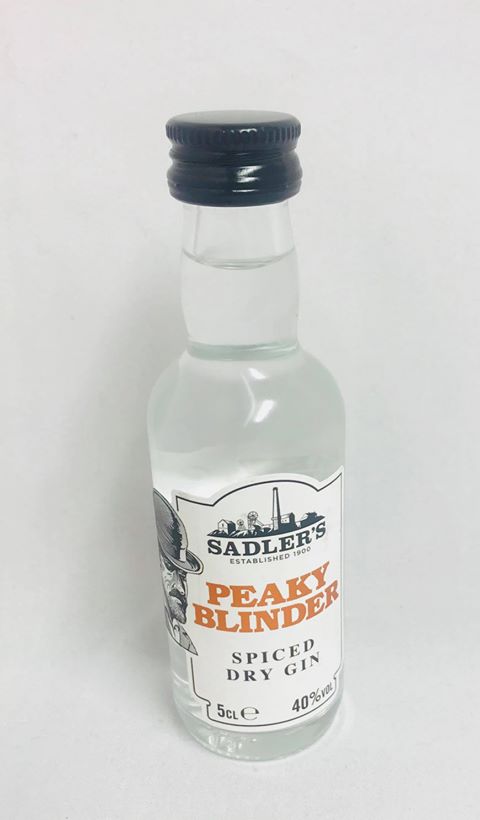 SADLER'S
ESTABLISHED 1900
PEAKY
BLINDER
SPICED
DRY GIN
5CL ℮ 40%VOL